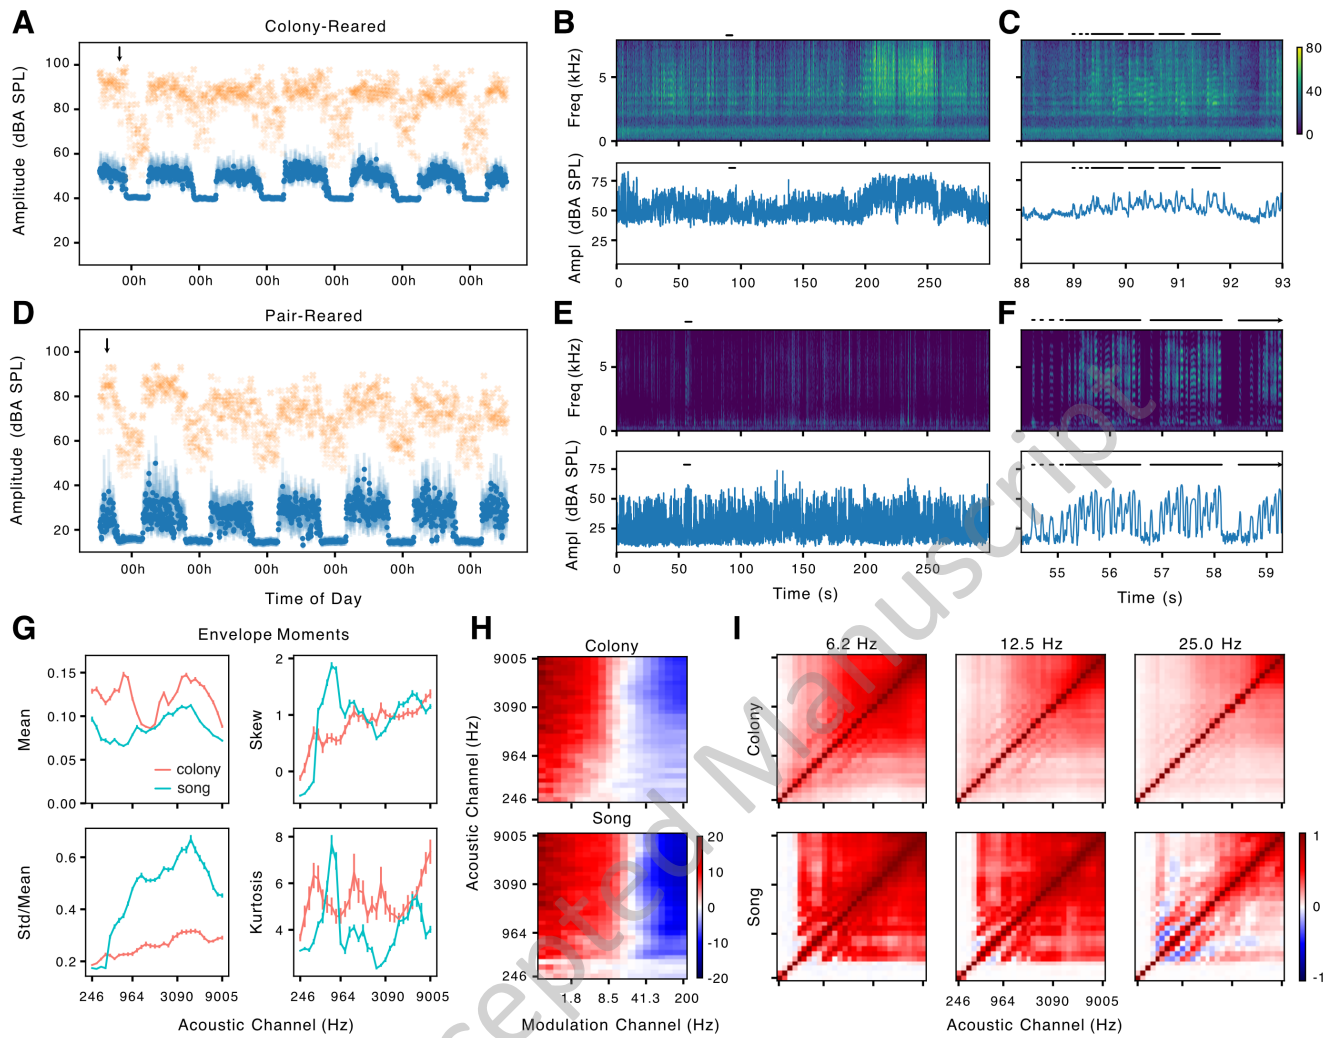 A
Colony-Reared
Amplitude (dBA SPL)
100
80
60
40
20
00h 00h 00h 00h 00h 00h
B
Freq (kHz)
5
0
Ampl (dBA SPL)
75
50
25
0 50 100 150 200 250
C
80
40
0
88 89 90 91 92 93
D
Pair-Reared
Amplitude (dBA SPL)
100
80
60
40
20
00h 00h 00h 00h 00h 00h
Time of Day
E
Freq (kHz)
5
0
Ampl (dBA SPL)
75
50
25
0 50 100 150 200 250
Time (s)
F
55 56 57 58 59
Time (s)
G
Envelope Moments
Mean
0.15
0.10
0.05
0.00
colony
song
Skew
2
1
0
Std/Mean
0.6
0.4
0.2
246 964 3090 9005
Kurtosis
8
6
4
246 964 3090 9005
Acoustic Channel (Hz)
H
Colony
9005
3090
964
246
Acoustic Channel (Hz)
Song
9005
3090
964
246
20
10
0
-10
-20
1.8 8.5 41.3 200
Modulation Channel (Hz)
I
6.2 Hz 12.5 Hz 25.0 Hz
Colony
Song
1
0
-1
246 964 3090 9005
Acoustic Channel (Hz)
cepted Manuscript